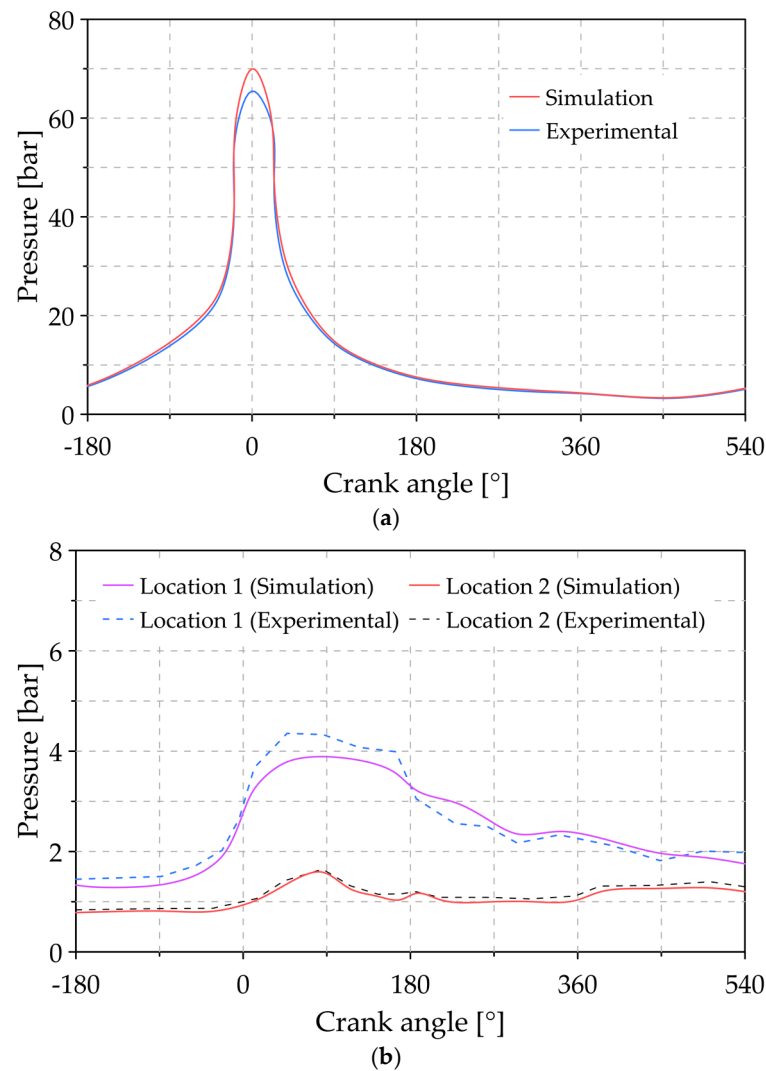 80
60
40
20
0
Pressure [bar]
Simulation
Experimental
-180
0
180
360
540
Crank angle [°]
(a)
8
6
4
2
0
Pressure [bar]
Location 1 (Simulation)
Location 2 (Simulation)
Location 1 (Experimental)
Location 2 (Experimental)
-180
0
180
360
540
Crank angle [°]
(b)